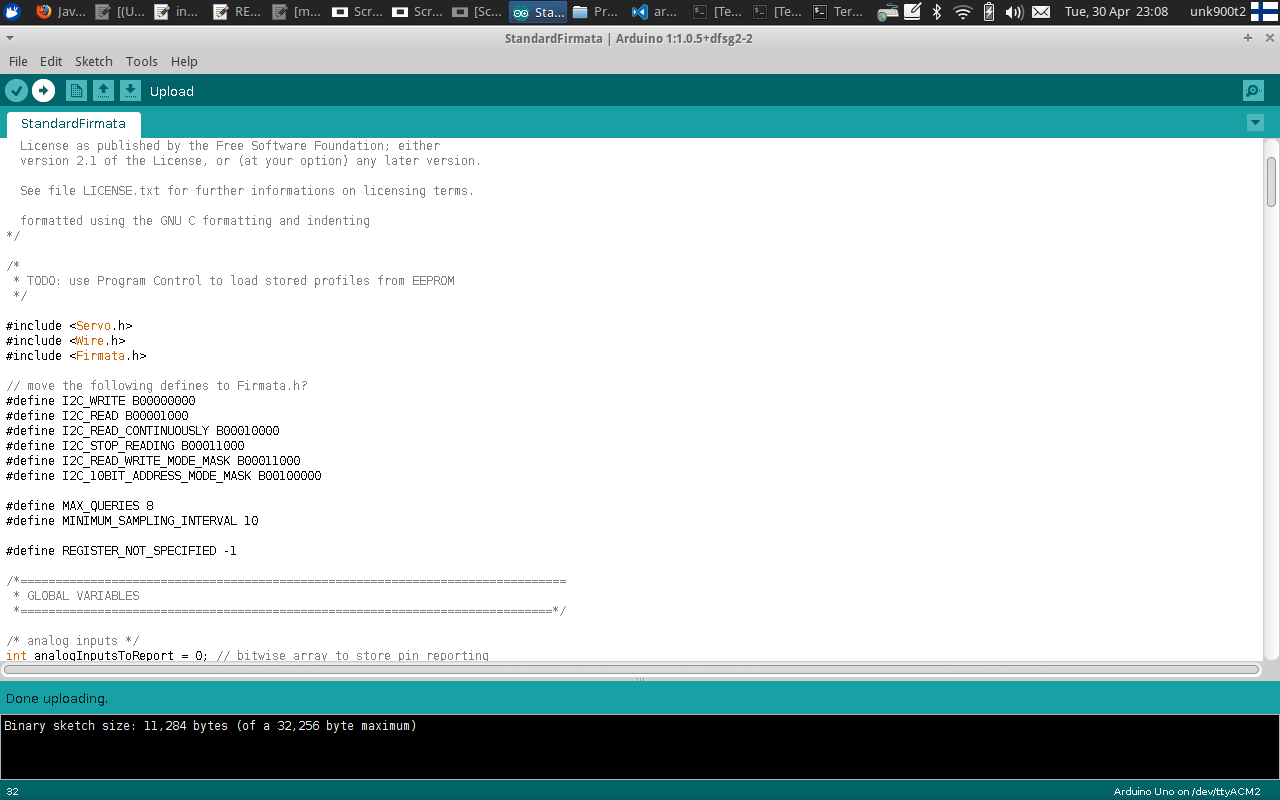 Jav... [(U... in... RE... [m... Scr... Scr... [Sc... Sta... Pr... ar... [Te... [Te... Ter... Tue, 30 Apr 23:08 unk900t2
StandardFirmata | Arduino 1:1.0.5+dfsg2-2
File Edit Sketch Tools Help
Upload
StandardFirmata
License as published by the Free Software Foundation; either
version 2.1 of the License, or (at your option) any later version.
See file LICENSE.txt for further informations on licensing terms.
formatted using the GNU C formatting and indenting
*/
/*
* TODO: use Program Control to load stored profiles from EEPROM
*/
#include <Servo.h>
#include <Wire.h>
#include <Firmata.h>
// move the following defines to Firmata.h?
#define I2C_WRITE B00000000
#define I2C_READ B00001000
#define I2C_READ_CONTINUOUSLY B00010000
#define I2C_STOP_READING B00011000
#define I2C_READ_WRITE_MODE_MASK B00011000
#define I2C_10BIT_ADDRESS_MODE_MASK B00100000
#define MAX_QUERIES 8
#define MINIMUM_SAMPLING_INTERVAL 10
#define REGISTER_NOT_SPECIFIED -1
/*==============================================================================
* GLOBAL VARIABLES
*============================================================================*/
/* analog inputs */
int analogInputsToReport = 0; // bitwise array to store pin reporting
Done uploading.
Binary sketch size: 11,284 bytes (of a 32,256 byte maximum)
32 Arduino Uno on /dev/ttyACM2